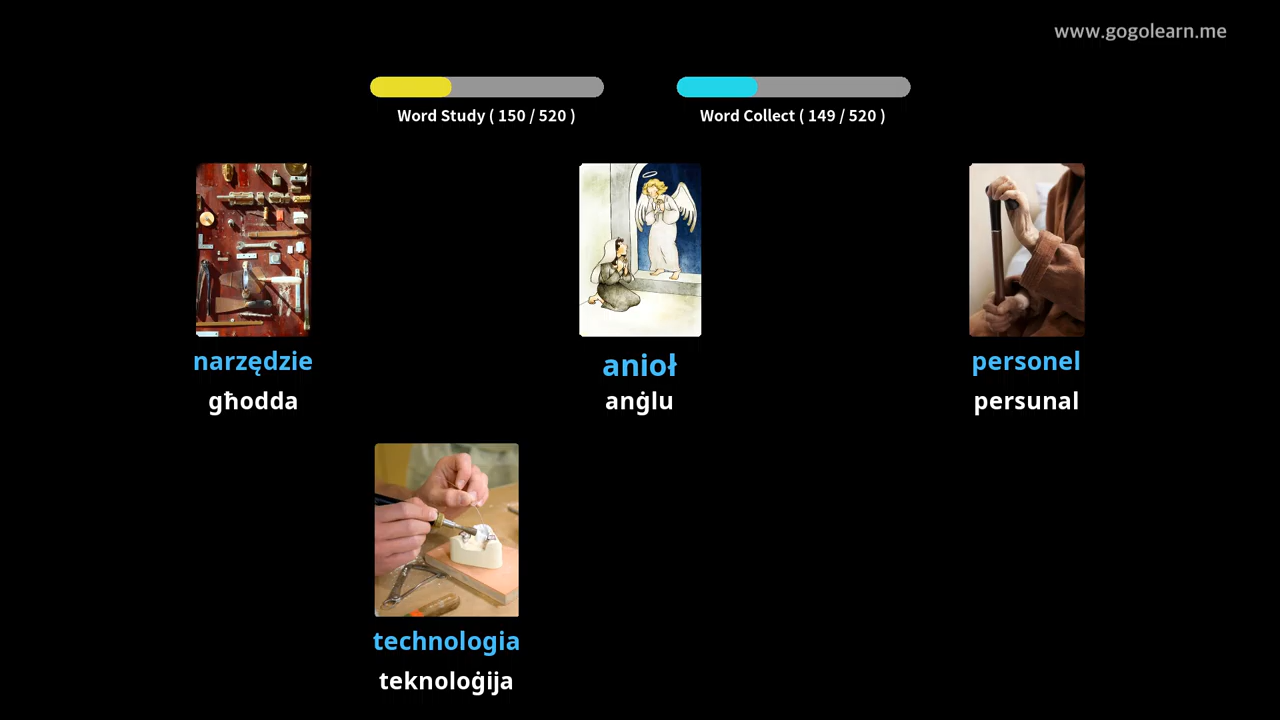 www.gogolearn.me
Word Study ( 150 / 520 )
Word Collect ( 149 / 520 )
narzędzie
għodda
anioł
anġlu
personel
persunal
technologia
teknoloġija